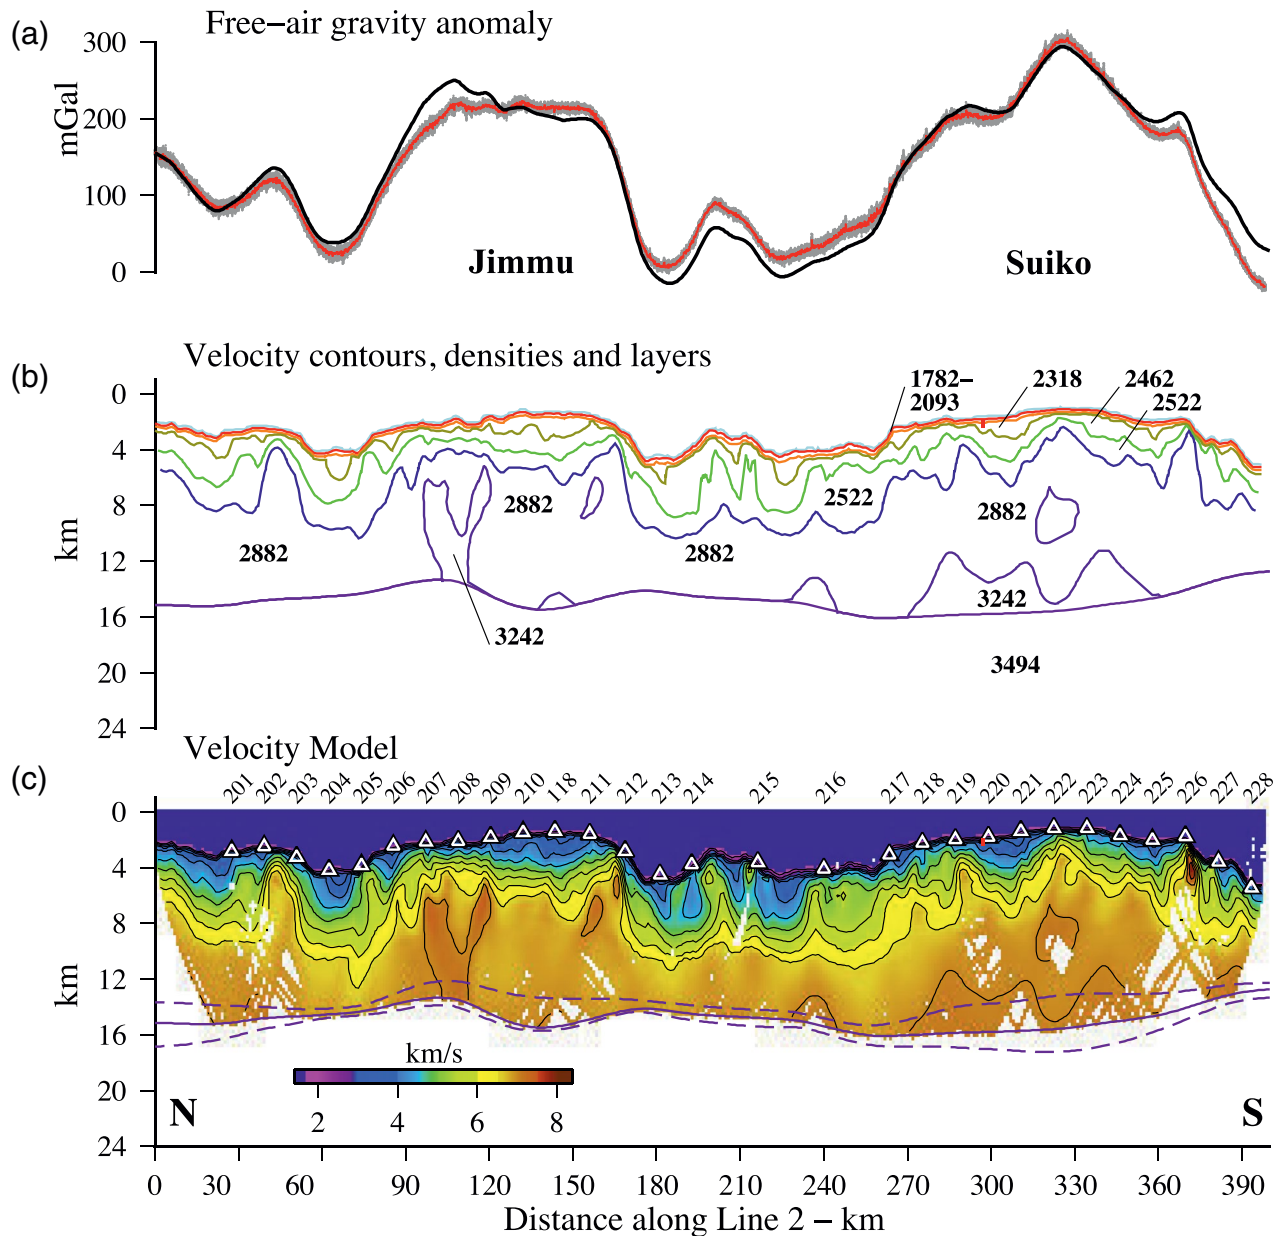 (a)
Free–air gravity anomaly
300
200
100
0
mGal
Jimmu
Suiko
(b)
Velocity contours, densities and layers
0
4
8
12
16
20
24
km
1782–
2093
2318
2462
2522
2882
2522
2882
2882
2882
3242
3242
3494
(c)
Velocity Model
201 202 203 204 205 206 207 208 209 210 118 211 212 213 214 215 216 217 218 219 220 221 222 223 224 225 226 227 228
0
4
8
12
16
20
24
km
km/s
2 4 6 8
N
S
0 30 60 90 120 150 180 210 240 270 300 330 360 390
Distance along Line 2 – km